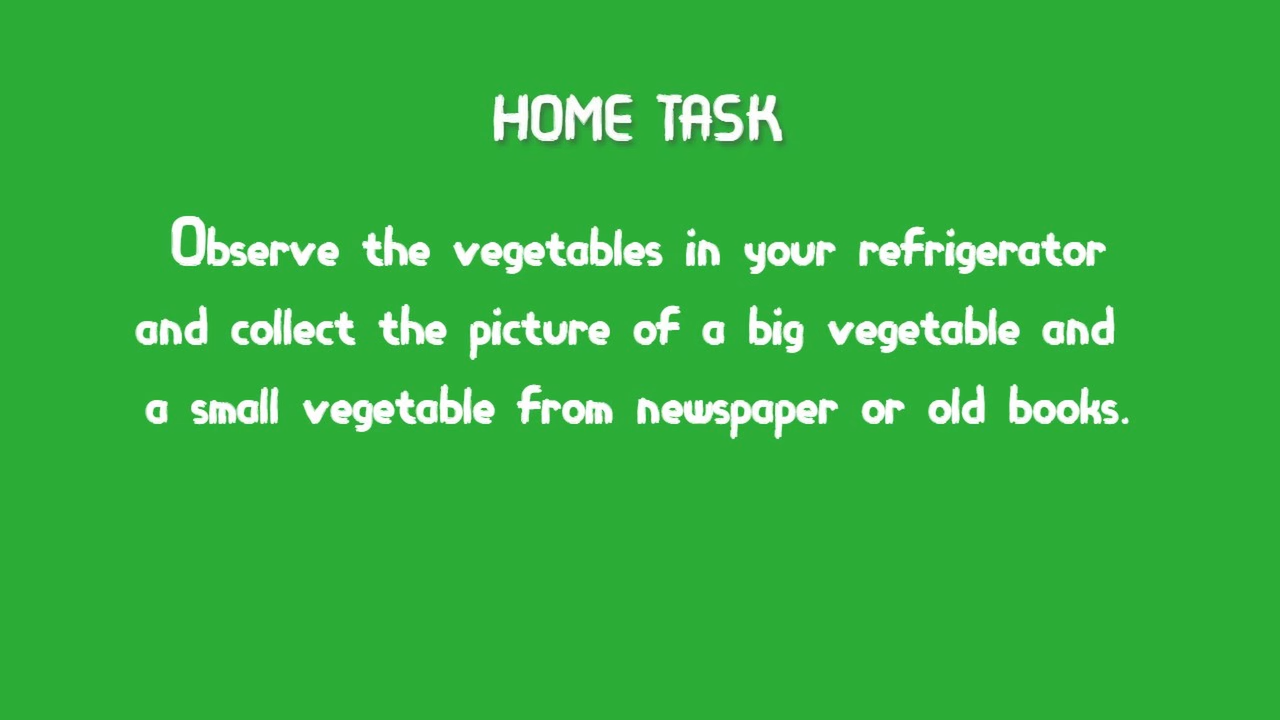 HOME TASK
Observe the vegetables in your refrigerator
and collect the picture of a big vegetable and
a small vegetable from newspaper or old books.